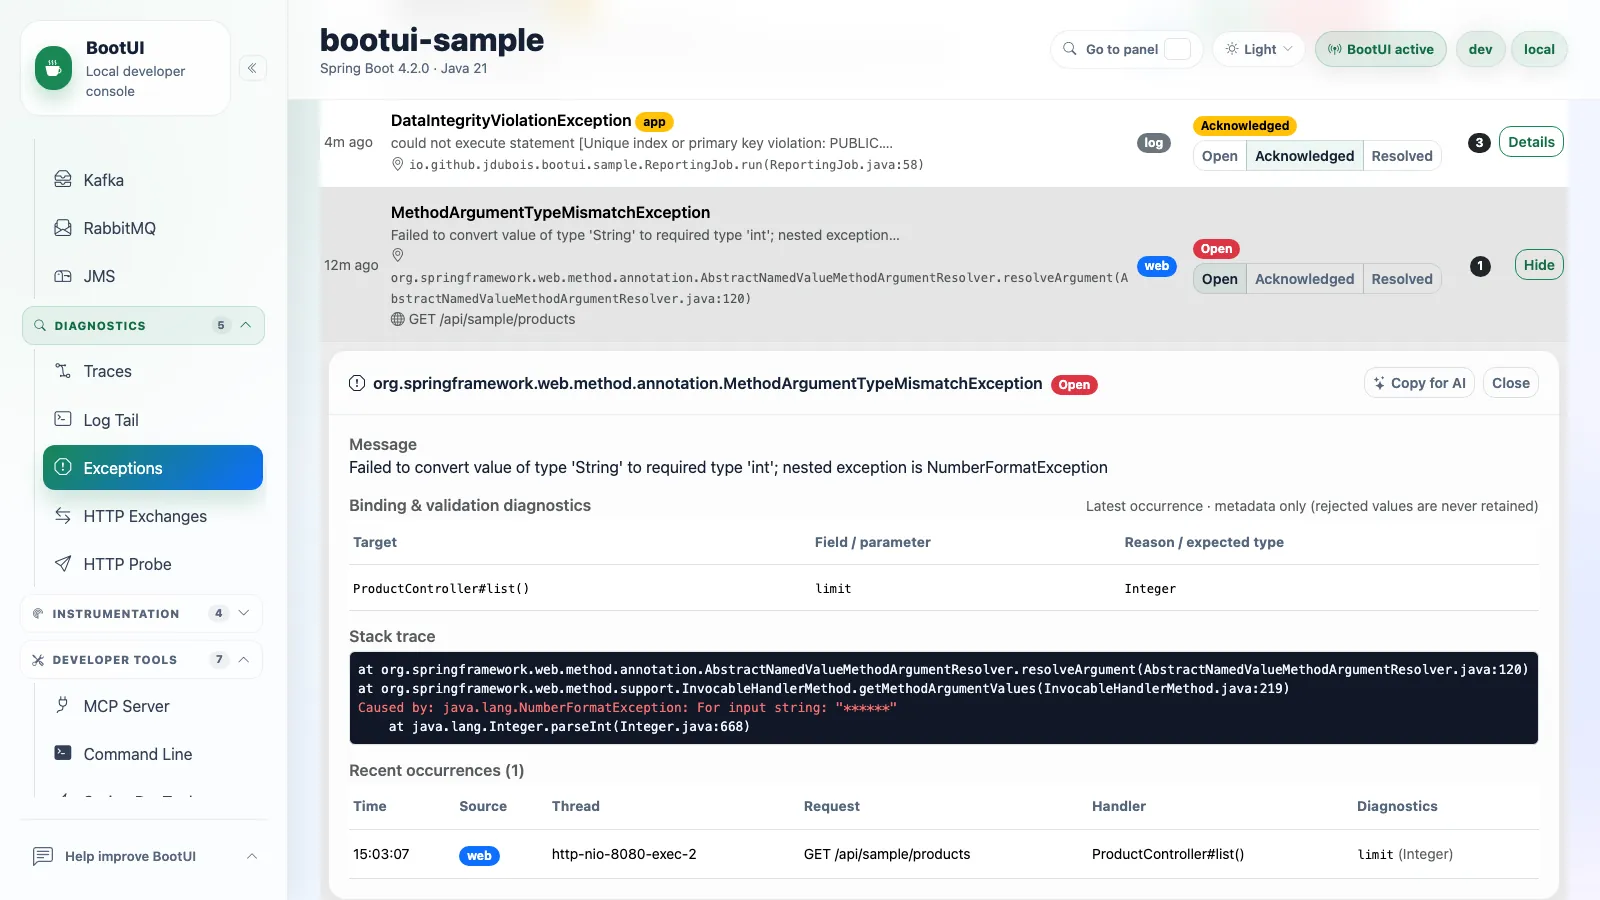 BootUI
Local developer
console
Kafka
RabbitMQ
JMS
DIAGNOSTICS 5
Traces
Log Tail
Exceptions
HTTP Exchanges
HTTP Probe
INSTRUMENTATION 4
DEVELOPER TOOLS 7
MCP Server
Command Line
Help improve BootUI
bootui-sample
Spring Boot 4.2.0 · Java 21
Go to panel
Light
BootUI active
dev
local
4m ago
DataIntegrityViolationException app
could not execute statement [Unique index or primary key violation: PUBLIC....
io.github.jdubois.bootui.sample.ReportingJob.run(ReportingJob.java:58)
log
Acknowledged
Open Acknowledged Resolved
3
Details
12m ago
MethodArgumentTypeMismatchException
Failed to convert value of type 'String' to required type 'int'; nested exception...
org.springframework.web.method.annotation.AbstractNamedValueMethodArgumentResolver.resolveArgument(A
bstractNamedValueMethodArgumentResolver.java:120)
GET /api/sample/products
web
Open
Open Acknowledged Resolved
1
Hide
org.springframework.web.method.annotation.MethodArgumentTypeMismatchException Open
Copy for AI
Close
Message
Failed to convert value of type 'String' to required type 'int'; nested exception is NumberFormatException
Binding & validation diagnostics
Latest occurrence · metadata only (rejected values are never retained)
Target Field / parameter Reason / expected type
ProductController#list() limit Integer
Stack trace
at org.springframework.web.method.annotation.AbstractNamedValueMethodArgumentResolver.resolveArgument(AbstractNamedValueMethodArgumentResolver.java:120)
at org.springframework.web.method.support.InvocableHandlerMethod.getMethodArgumentValues(InvocableHandlerMethod.java:219)
Caused by: java.lang.NumberFormatException: For input string: "******"
at java.lang.Integer.parseInt(Integer.java:668)
Recent occurrences (1)
Time Source Thread Request Handler Diagnostics
15:03:07 web http-nio-8080-exec-2 GET /api/sample/products ProductController#list() limit (Integer)